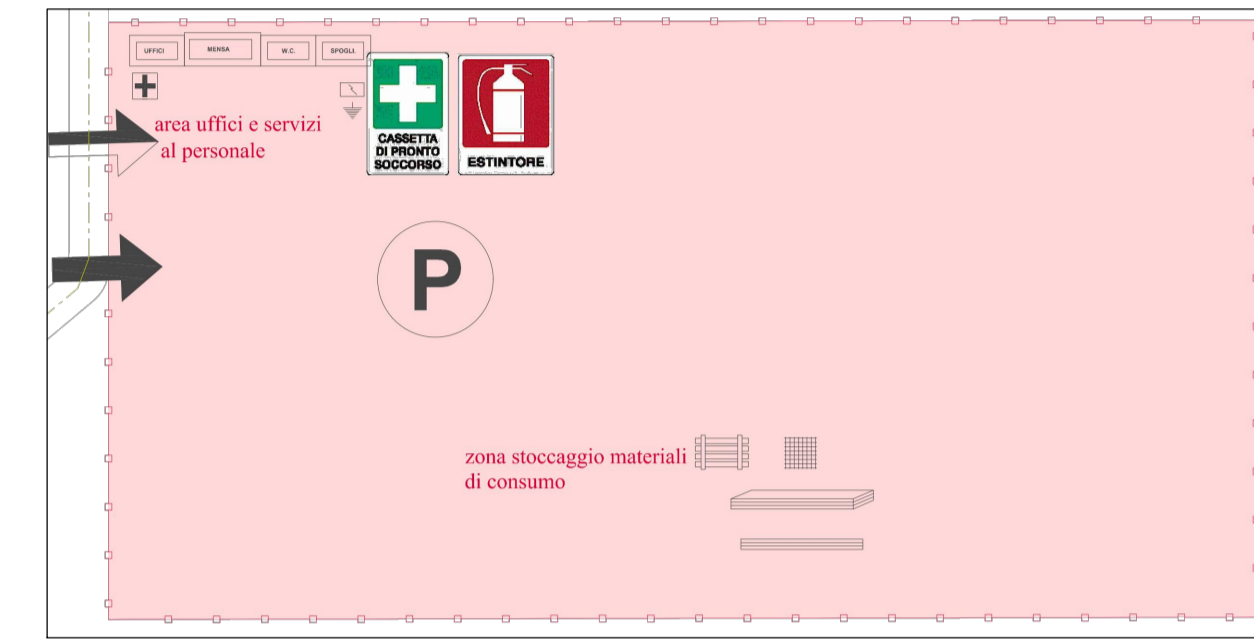 UFFICI
MENSA
W.C.
SPOGLI.
area uffici e servizi
al personale
CASSETTA
DI PRONTO
SOCCORSO
ESTINTORE
P
zona stoccaggio materiali
di consumo